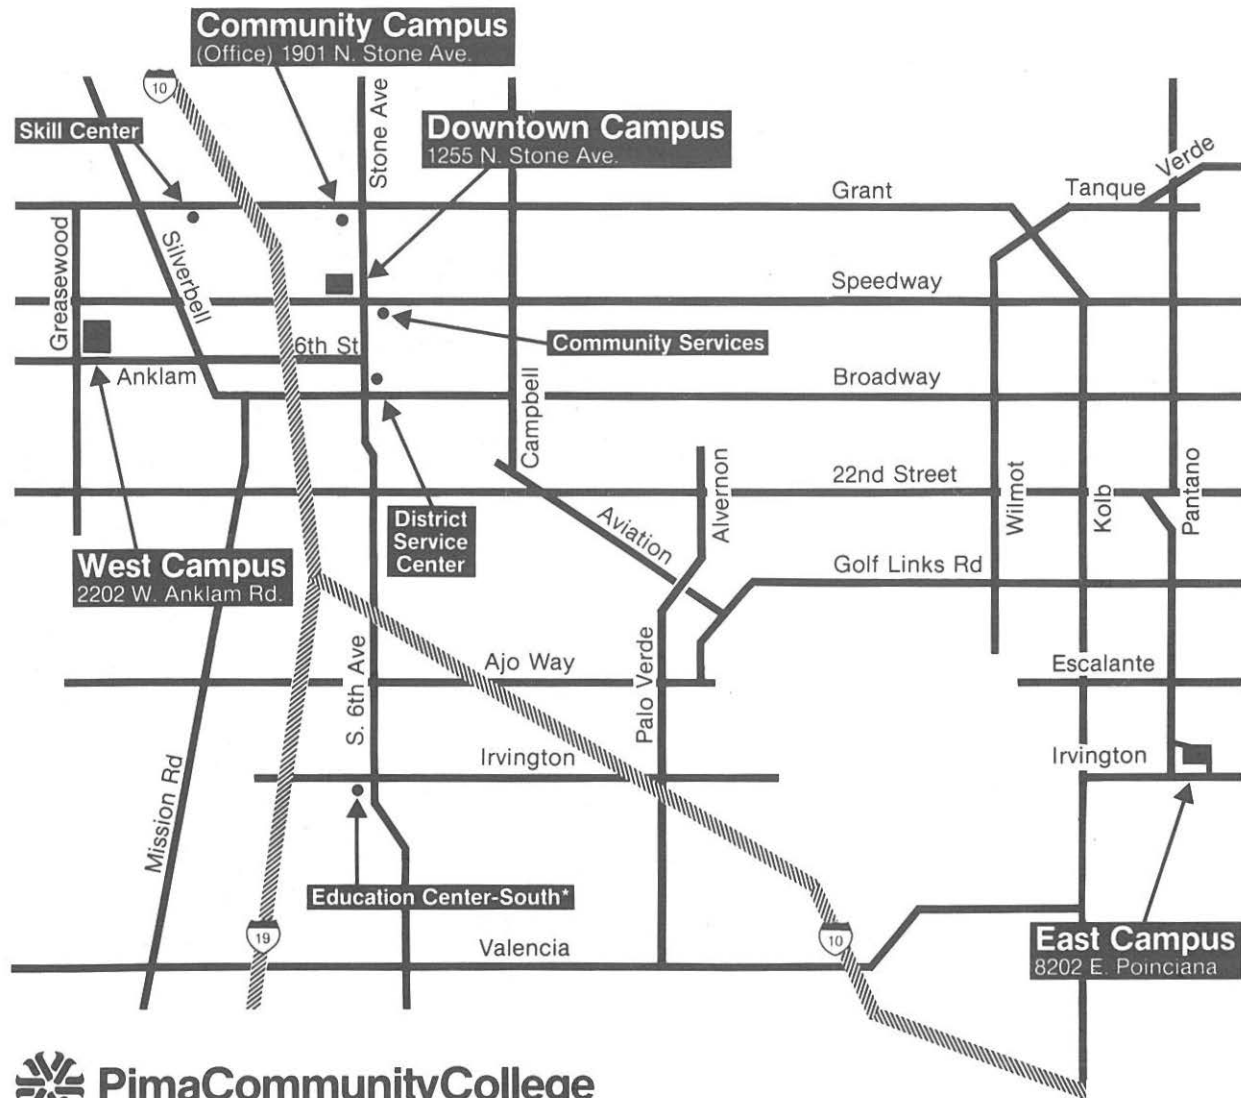 Community Campus
(Office) 1901 N. Stone Ave.
10
Stone Ave
Skill Center
Downtown Campus
1255 N. Stone Ave.
Verde
Grant
Tanque
Greasewood
Silverbell
Speedway
6th St
Community Services
Anklam
Broadway
Campbell
22nd Street
Alvernon
Wilmot
Kolb
Pantano
District
Service
Center
Aviation
West Campus
2202 W. Anklam Rd.
Golf Links Rd
S. 6th Ave
Ajo Way
Palo Verde
Escalante
Mission Rd
Irvington
Irvington
Education Center-South*
19
10
Valencia
East Campus
8202 E. Poinciana
PimaCommunityCollege